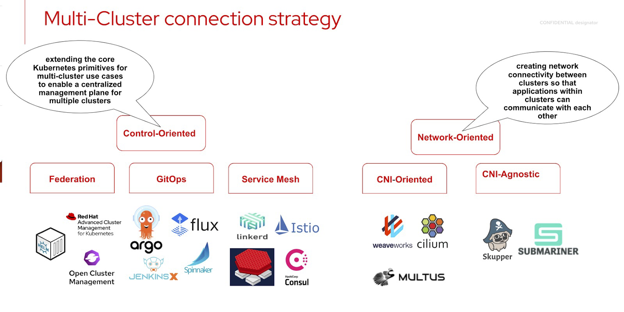 Multi-Cluster connection strategy
CONFIDENTIAL designator
extending the core
Kubernetes primitives for
multi-cluster use cases
to enable a centralized
management plane for
multiple clusters
creating network
connectivity between
clusters so that
applications within
clusters can
communicate with each
other
Control-Oriented
Network-Oriented
Federation
GitOps
Service Mesh
CNI-Oriented
CNI-Agnostic
Red Hat
Advanced Cluster
Management
for Kubernetes
Open Cluster
Management
argo
flux
JENKINS X
Spinnaker
linkerd
Istio
HashiCorp
Consul
weaveworks
cilium
MULTUS
Skupper
SUBMARINER